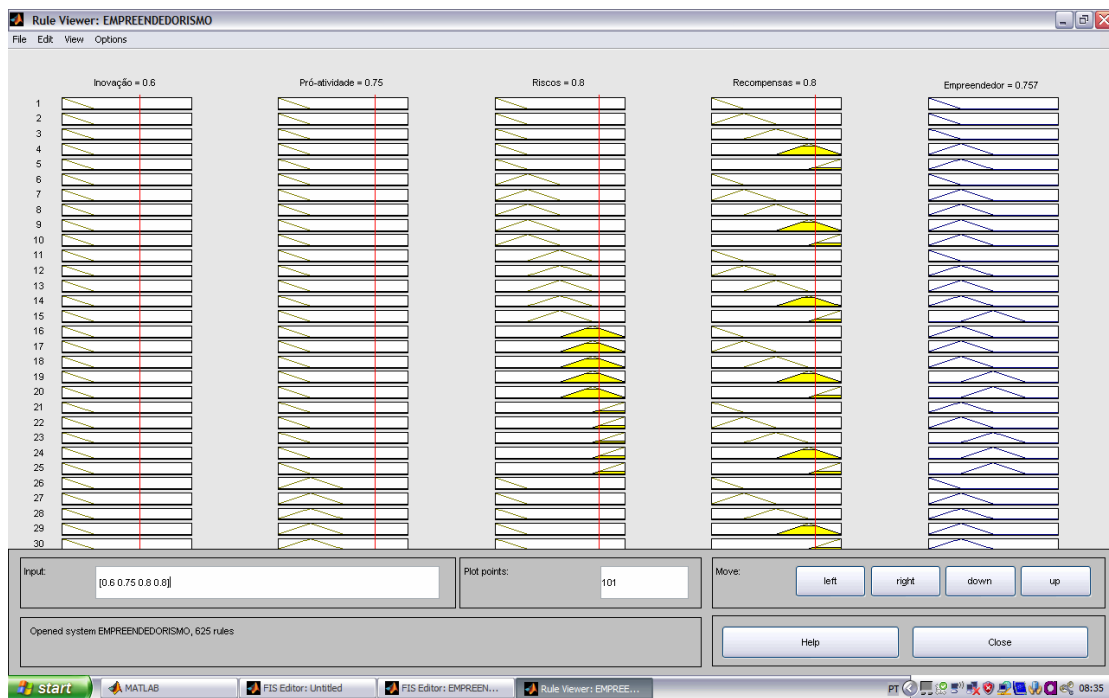 Rule Viewer: EMPREENDEDORISMO
File Edit View Options
Inovação = 0.6
Pró-atividade = 0.75
Riscos = 0.8
Recompensas = 0.8
Empreendedor = 0.757
1
2
3
4
5
6
7
8
9
10
11
12
13
14
15
16
17
18
19
20
21
22
23
24
25
26
27
28
29
30
Input:
[0.6 0.75 0.8 0.8]
Plot points:
101
Move:
left
right
down
up
Opened system EMPREENDEDORISMO, 625 rules
Help
Close
start
MATLAB
FIS Editor: Untitled
FIS Editor: EMPREEN...
Rule Viewer: EMPREE...
PT
08:35